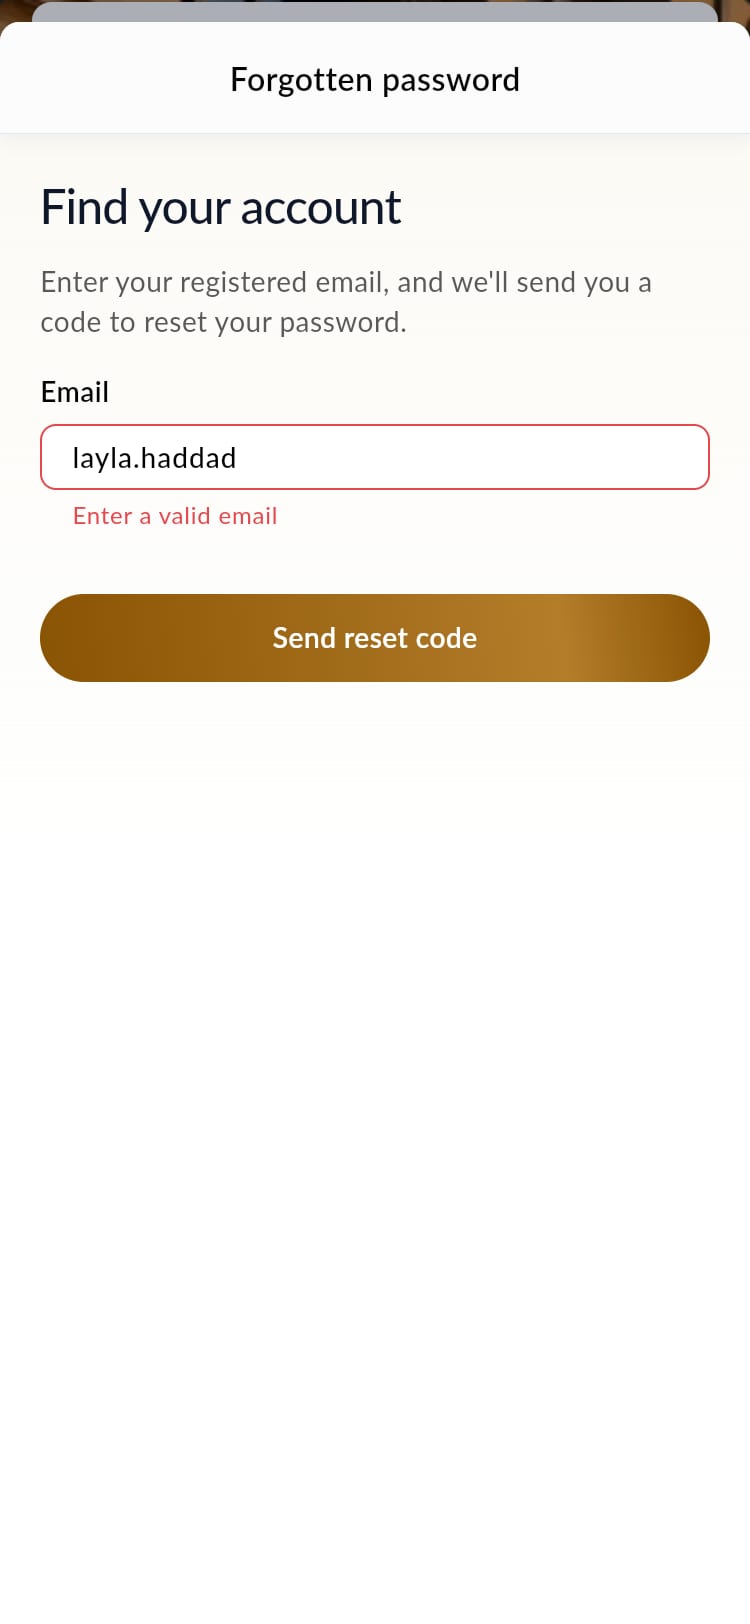 Forgotten password
Find your account
Enter your registered email, and we'll send you a
code to reset your password.
Email
layla.haddad
Enter a valid email
Send reset code